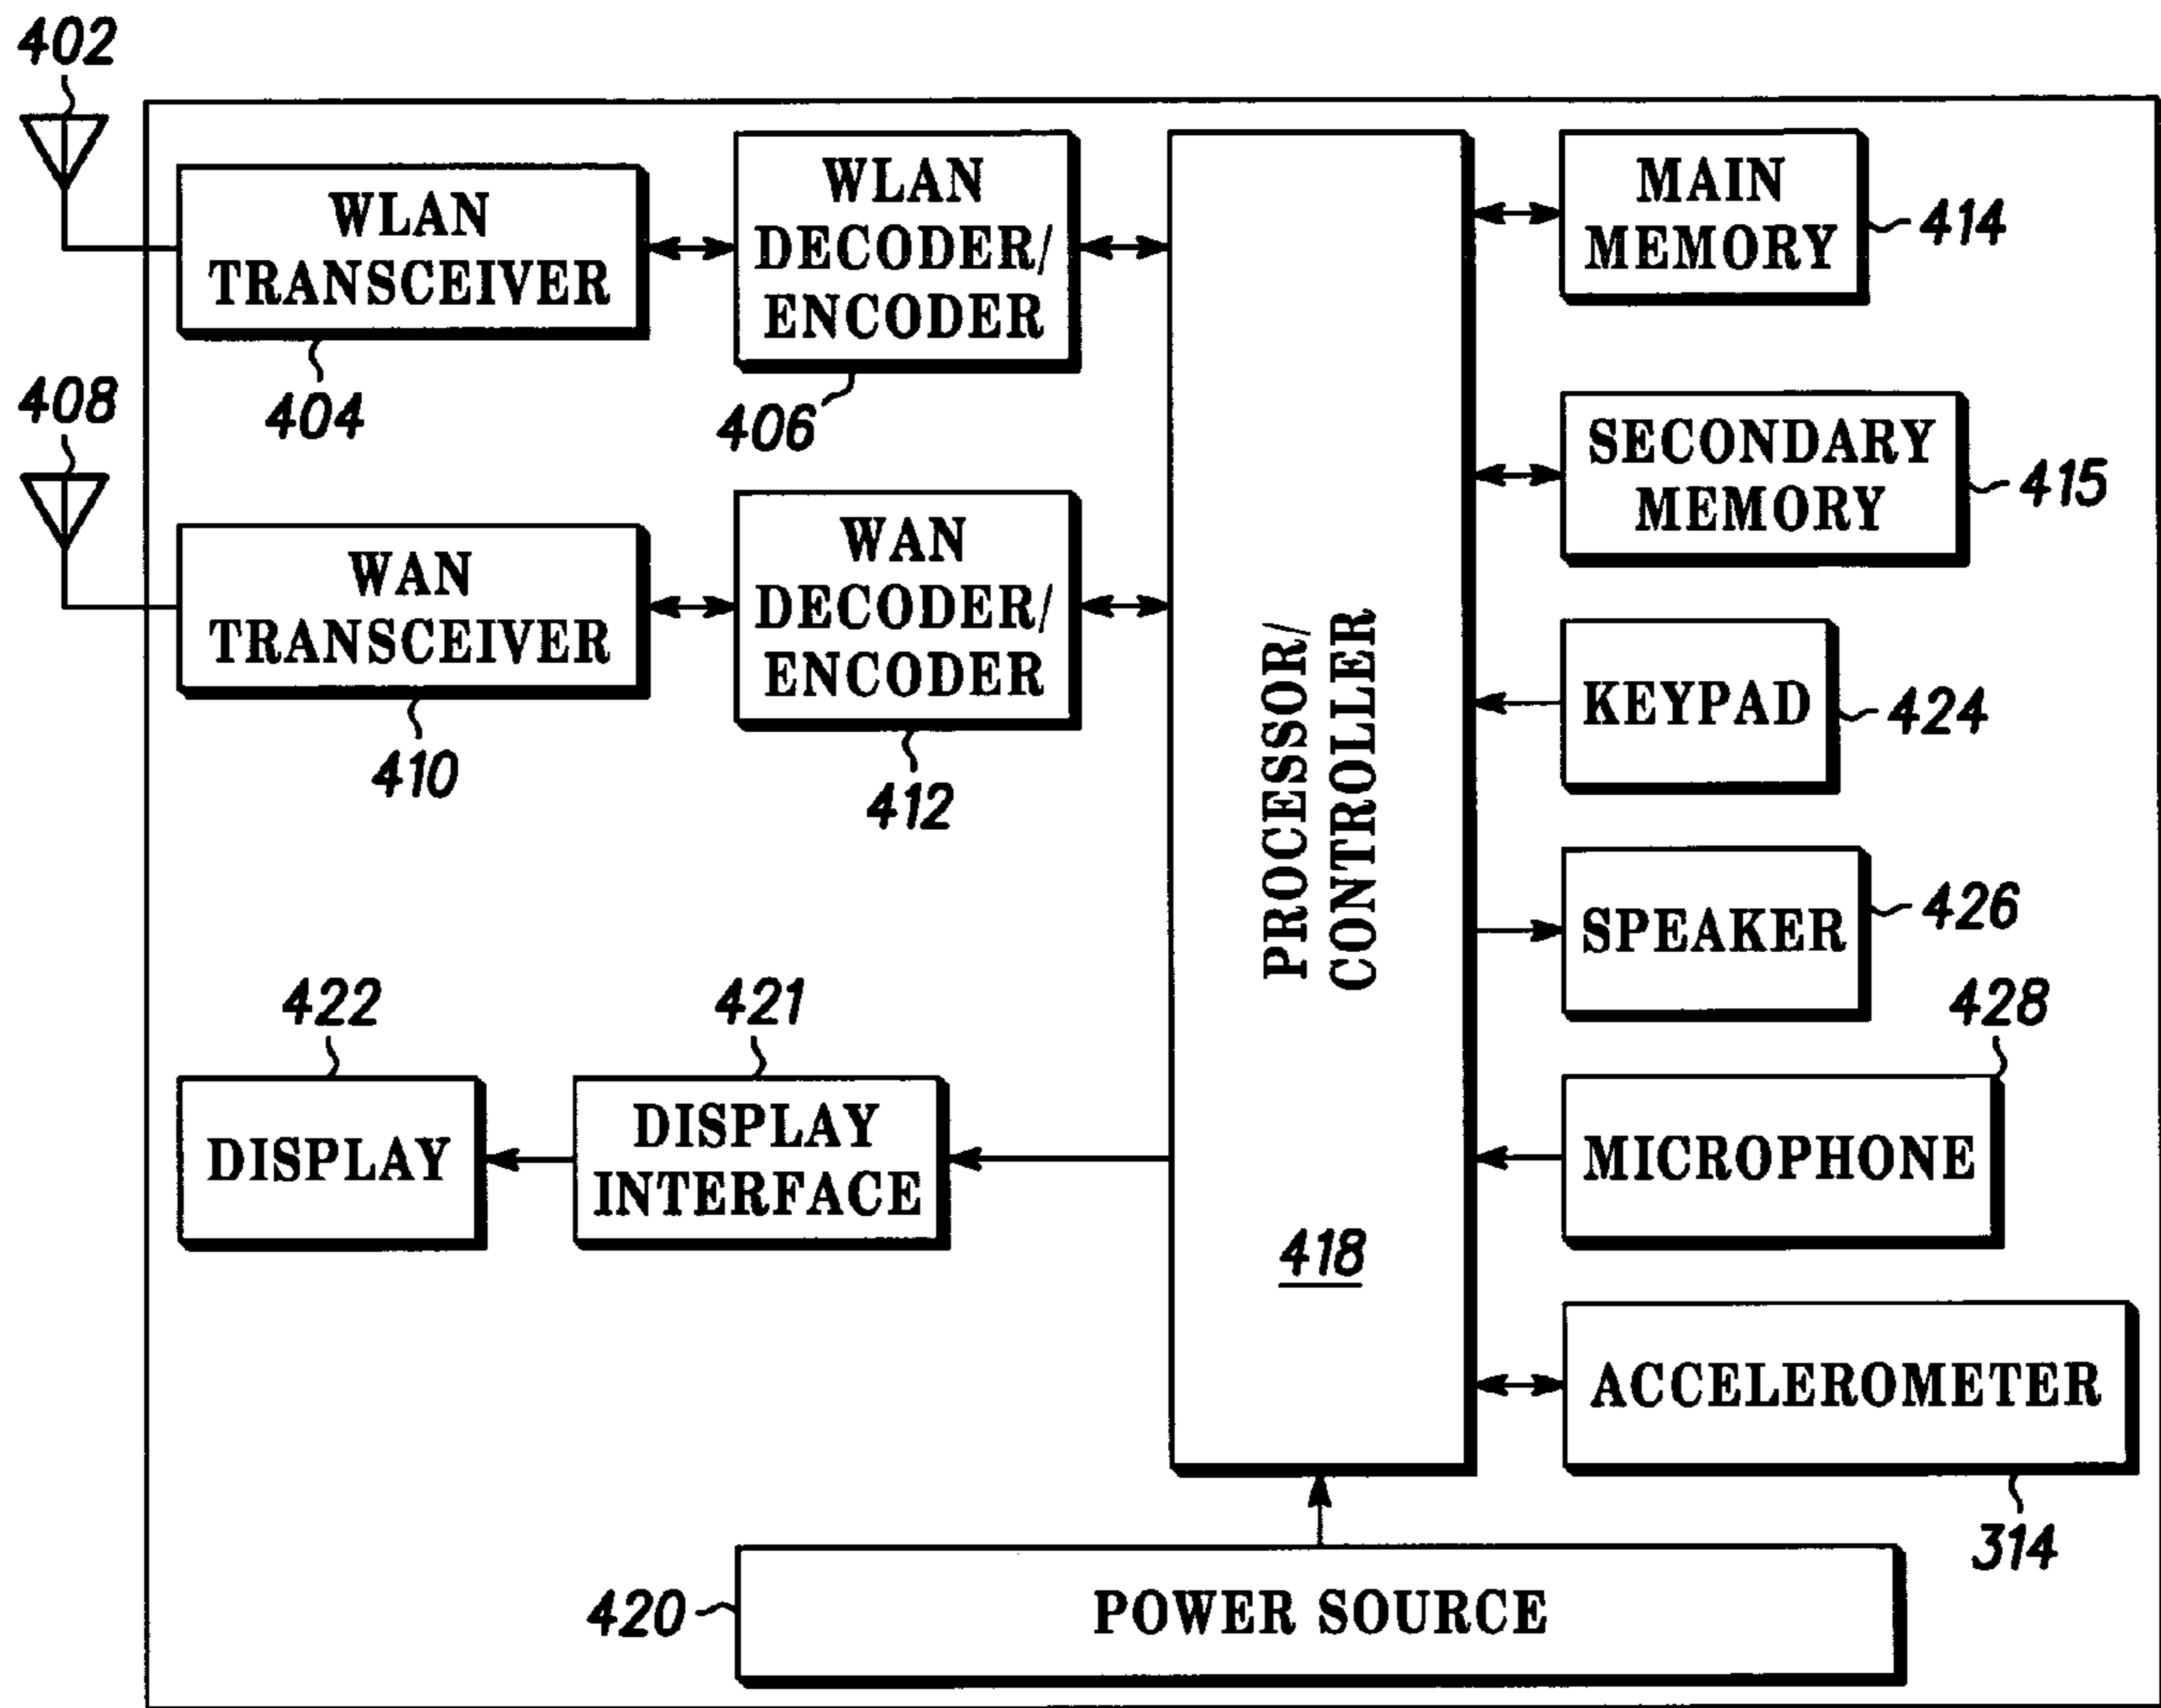 402
WLAN
TRANSCEIVER
404
WLAN
DECODER/
ENCODER
406
408
WAN
TRANSCEIVER
410
WAN
DECODER/
ENCODER
412
422
DISPLAY
421
DISPLAY
INTERFACE
PROCESSOR/
CONTROLLER
418
MAIN
MEMORY
414
SECONDARY
MEMORY
415
KEYPAD
424
SPEAKER
426
428
MICROPHONE
ACCELEROMETER
314
420
POWER SOURCE